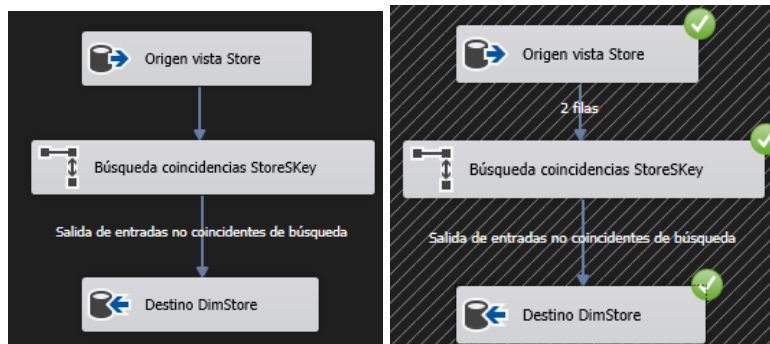 Origen vista Store
Búsqueda coincidencias StoreSKey
Salida de entradas no coincidentes de búsqueda
Destino DimStore
Origen vista Store
2 filas
Búsqueda coincidencias StoreSKey
Salida de entradas no coincidentes de búsqueda
Destino DimStore